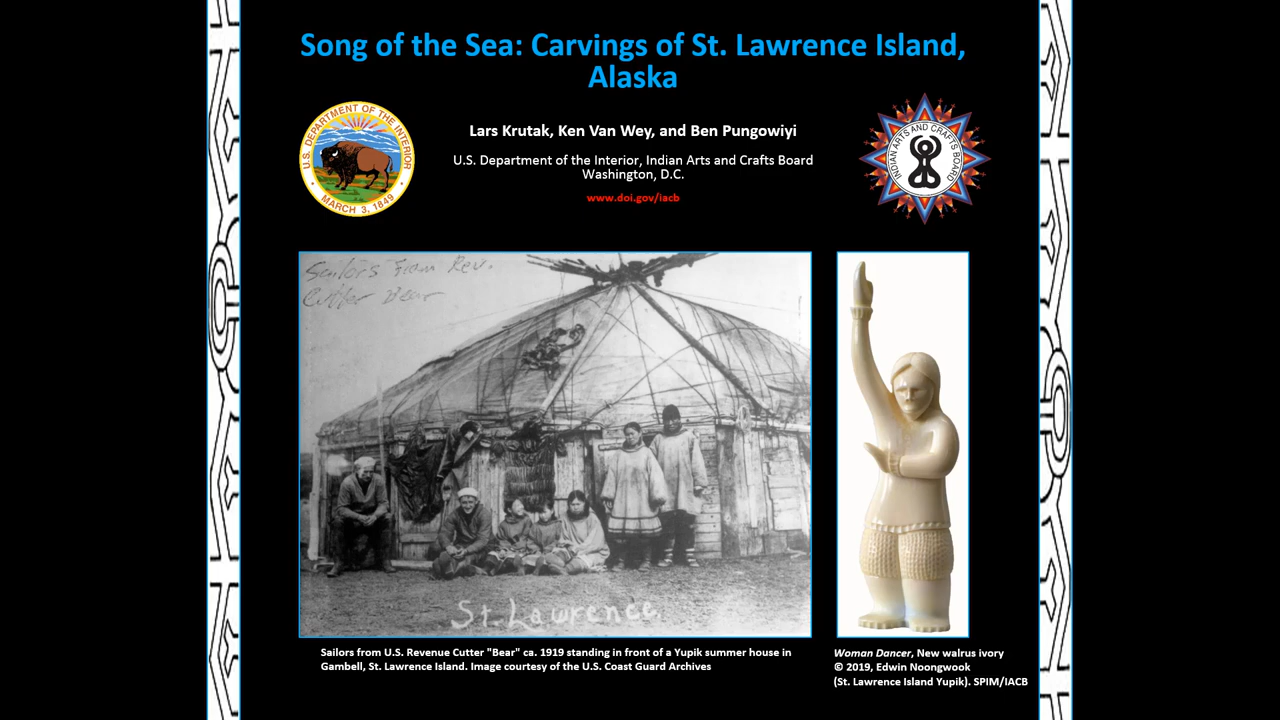 Song of the Sea: Carvings of St. Lawrence Island,
Alaska
U.S. DEPARTMENT OF THE INTERIOR
MARCH 3, 1849
Lars Krutak, Ken Van Wey, and Ben Pungowiyi
U.S. Department of the Interior, Indian Arts and Crafts Board
Washington, D.C.
www.doi.gov/iacb
INDIAN ARTS AND CRAFTS BOARD
Sailors From Rev.
Cutter Bear
St. Lawrence.
Sailors from U.S. Revenue Cutter "Bear" ca. 1919 standing in front of a Yupik summer house in
Gambell, St. Lawrence Island. Image courtesy of the U.S. Coast Guard Archives
Woman Dancer, New walrus ivory
© 2019, Edwin Noongwook
(St. Lawrence Island Yupik). SPIM/IACB